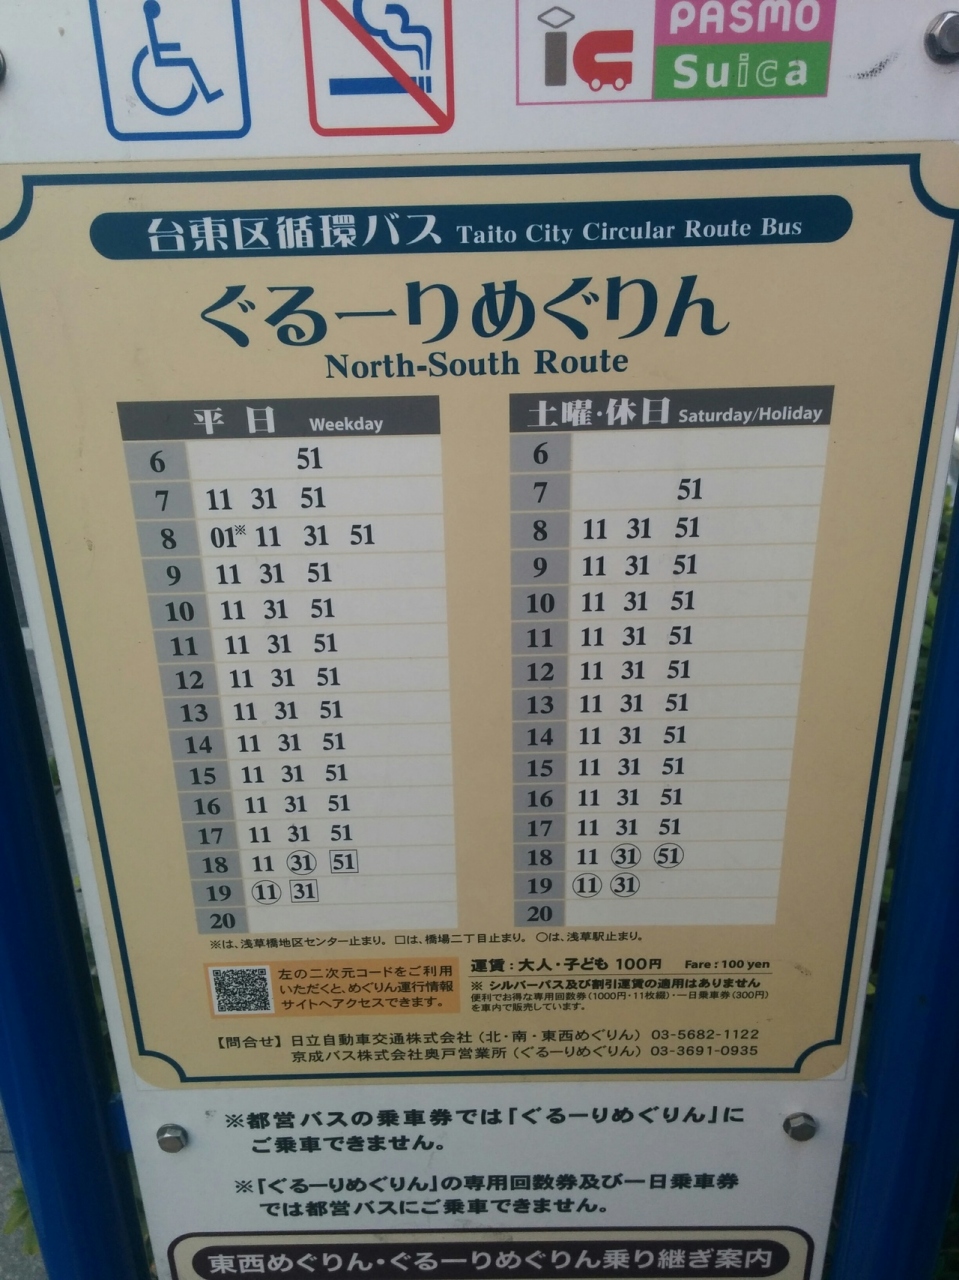 PASMO
Suica
台東区循環バス Taito City Circular Route Bus
ぐるーりめぐりん
North-South Route
平日 Weekday
6 51
7 11 31 51
8 01※ 11 31 51
9 11 31 51
10 11 31 51
11 11 31 51
12 11 31 51
13 11 31 51
14 11 31 51
15 11 31 51
16 11 31 51
17 11 31 51
18 11 31 51
19 11 31
20
土曜・休日 Saturday/Holiday
6
7 51
8 11 31 51
9 11 31 51
10 11 31 51
11 11 31 51
12 11 31 51
13 11 31 51
14 11 31 51
15 11 31 51
16 11 31 51
17 11 31 51
18 11 31 51
19 11 31
20
※は、浅草橋地区センター止まり。□は、橋場二丁目止まり。○は、浅草駅止まり。
左の二次元コードをご利用
いただくと、めぐりん運行情報
サイトへアクセスできます。
運賃：大人・子ども 100円 Fare : 100 yen
※ シルバーパス及び割引運賃の適用はありません
便利でお得な専用回数券(1000円・11枚綴)・一日乗車券(300円)
を車内で販売しています。
【問合せ】日立自動車交通株式会社（北・南・東西めぐりん）03-5682-1122
京成バス株式会社奥戸営業所（ぐるーりめぐりん）03-3691-0935
※都営バスの乗車券では「ぐるーりめぐりん」に
ご乗車できません。
※「ぐるーりめぐりん」の専用回数券及び一日乗車券
では都営バスにご乗車できません。
東西めぐりん・ぐるーりめぐりん乗り継ぎ案内